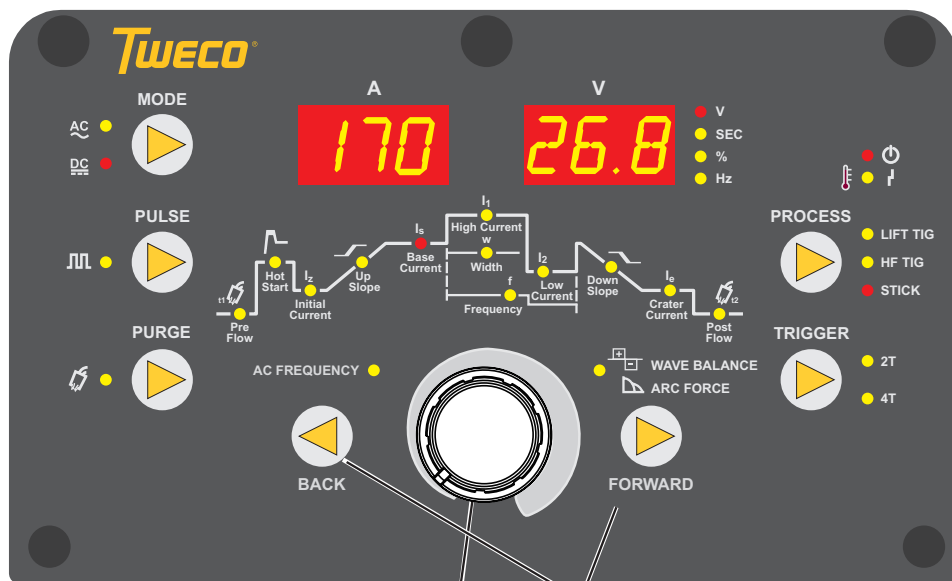 TWECO®
A
V
MODE
AC
DC
170
26.8
V
SEC
%
Hz
PULSE
PROCESS
LIFT TIG
HF TIG
STICK
I1
High Current
w
Width
f
Frequency
Is
Base
Current
I2
Low
Current
Hot
Start
Iz
Initial
Current
Up
Slope
Down
Slope
Ie
Crater
Current
t1
Pre
Flow
t2
Post
Flow
PURGE
TRIGGER
2T
4T
AC FREQUENCY
WAVE BALANCE
ARC FORCE
BACK
FORWARD